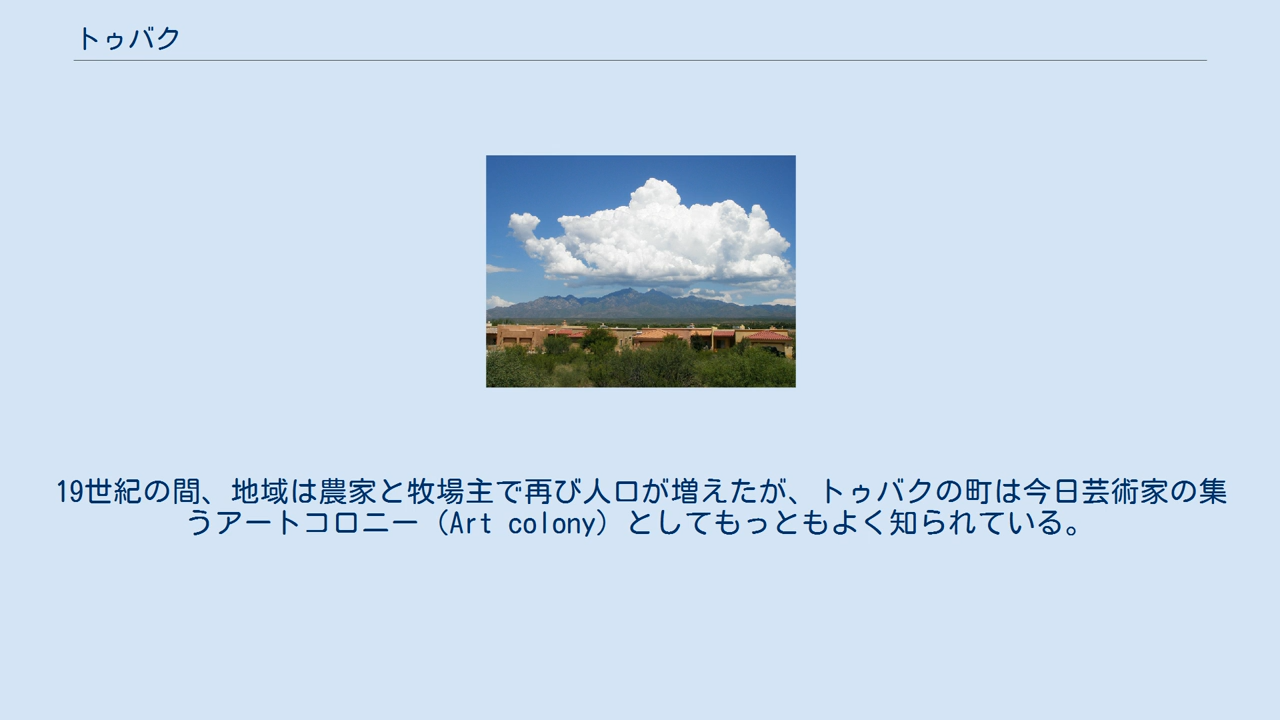 トゥバク
19世紀の間、地域は農家と牧場主で再び人口が増えたが、トゥバクの町は今日芸術家の集
うアートコロニー（Art colony）としてもっともよく知られている。